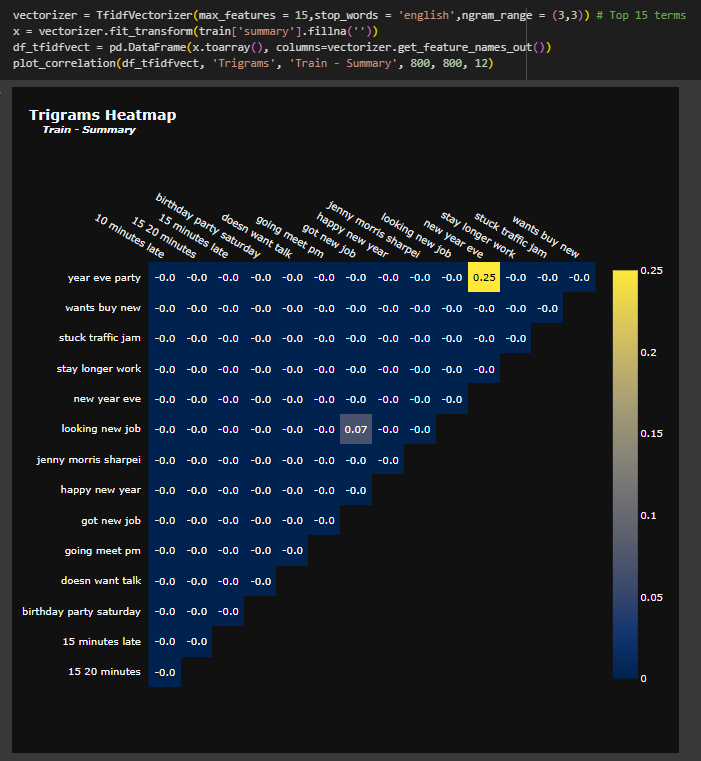 vectorizer = TfidfVectorizer(max_features = 15,stop_words = 'english',ngram_range = (3,3)) # Top 15 terms
x = vectorizer.fit_transform(train['summary'].fillna(''))
df_tfidfvect = pd.DataFrame(x.toarray(), columns=vectorizer.get_feature_names_out())
plot_correlation(df_tfidfvect, 'Trigrams', 'Train - Summary', 800, 800, 12)
Trigrams Heatmap
Train - Summary
10 minutes late
15 20 minutes
15 minutes late
birthday party saturday
doesn want talk
going meet pm
got new job
happy new year
jenny morris sharpei
looking new job
new year eve
stay longer work
stuck traffic jam
wants buy new
year eve party -0.0 -0.0 -0.0 -0.0 -0.0 -0.0 -0.0 -0.0 -0.0 -0.0 0.25 -0.0 -0.0 -0.0
wants buy new -0.0 -0.0 -0.0 -0.0 -0.0 -0.0 -0.0 -0.0 -0.0 -0.0 -0.0 -0.0 -0.0
stuck traffic jam -0.0 -0.0 -0.0 -0.0 -0.0 -0.0 -0.0 -0.0 -0.0 -0.0 -0.0 -0.0
stay longer work -0.0 -0.0 -0.0 -0.0 -0.0 -0.0 -0.0 -0.0 -0.0 -0.0 -0.0
new year eve -0.0 -0.0 -0.0 -0.0 -0.0 -0.0 -0.0 -0.0 -0.0 -0.0
looking new job -0.0 -0.0 -0.0 -0.0 -0.0 -0.0 0.07 -0.0 -0.0
jenny morris sharpei -0.0 -0.0 -0.0 -0.0 -0.0 -0.0 -0.0 -0.0
happy new year -0.0 -0.0 -0.0 -0.0 -0.0 -0.0 -0.0
got new job -0.0 -0.0 -0.0 -0.0 -0.0 -0.0
going meet pm -0.0 -0.0 -0.0 -0.0 -0.0
doesn want talk -0.0 -0.0 -0.0 -0.0
birthday party saturday -0.0 -0.0 -0.0
15 minutes late -0.0 -0.0
15 20 minutes -0.0
0.25
0.2
0.15
0.1
0.05
0